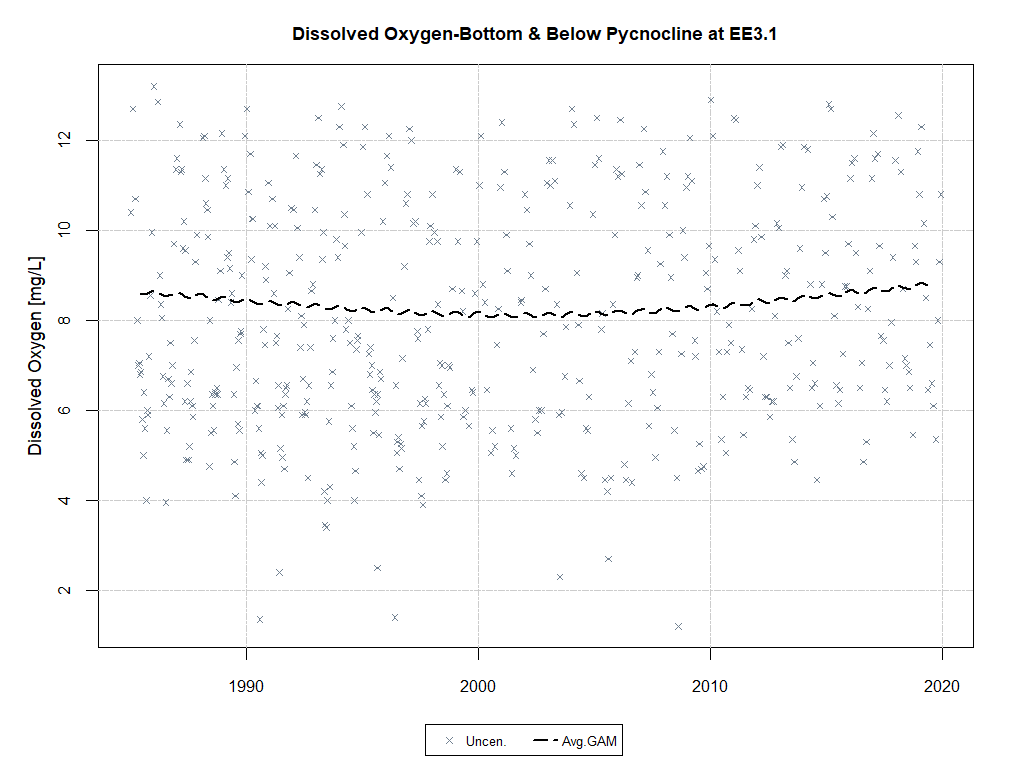 Dissolved Oxygen-Bottom & Below Pycnocline at EE3.1
Dissolved Oxygen [mg/L]
12
10
8
6
4
2
1990 2000 2010 2020
Uncen. Avg.GAM